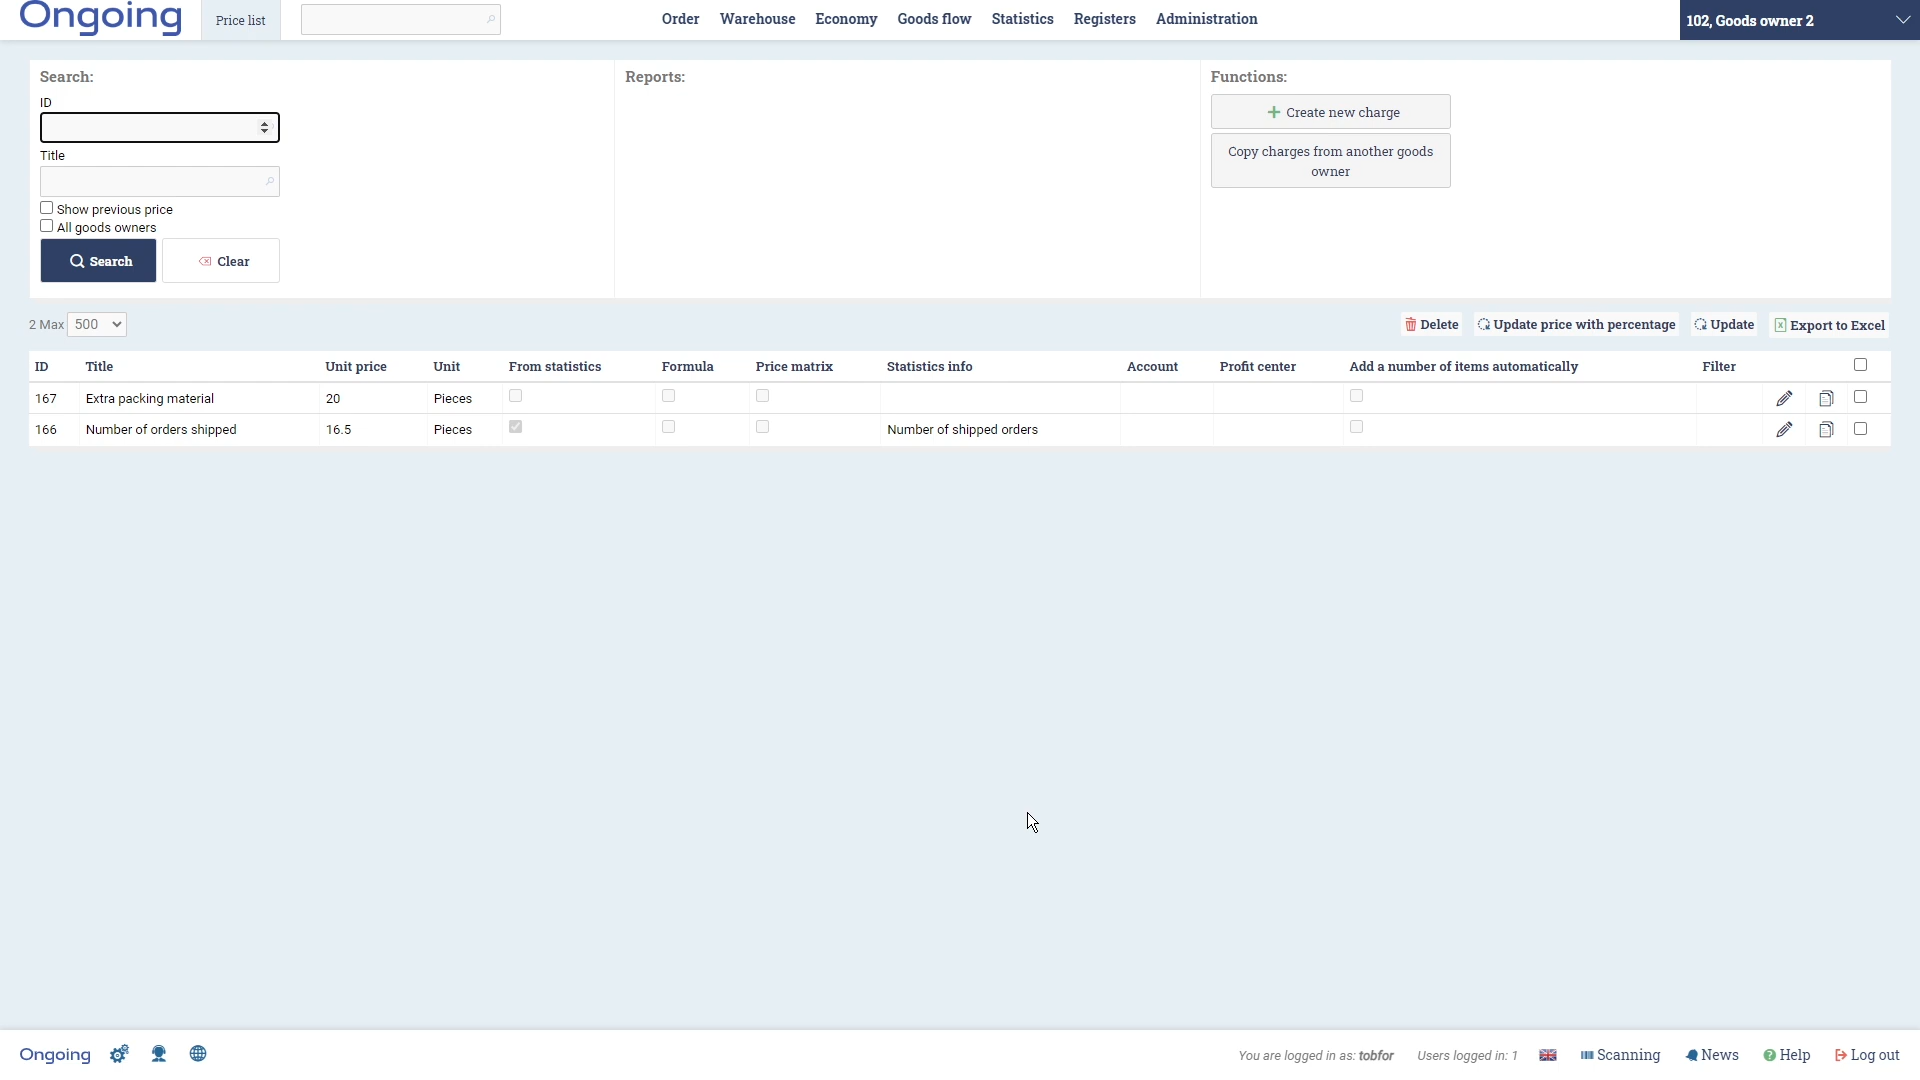 Ongoing
Price list
Order Warehouse Economy Goods flow Statistics Registers Administration
102, Goods owner 2
Search:
Reports:
Functions:
ID
Title
Show previous price
All goods owners
Search Clear
Create new charge
Copy charges from another goods
owner
2 Max 500
Delete Update price with percentage Update Export to Excel
ID Title Unit price Unit From statistics Formula Price matrix Statistics info Account Profit center Add a number of items automatically Filter
167 Extra packing material 20 Pieces
166 Number of orders shipped 16.5 Pieces Number of shipped orders
Ongoing
You are logged in as: tobfor Users logged in: 1 Scanning News Help Log out